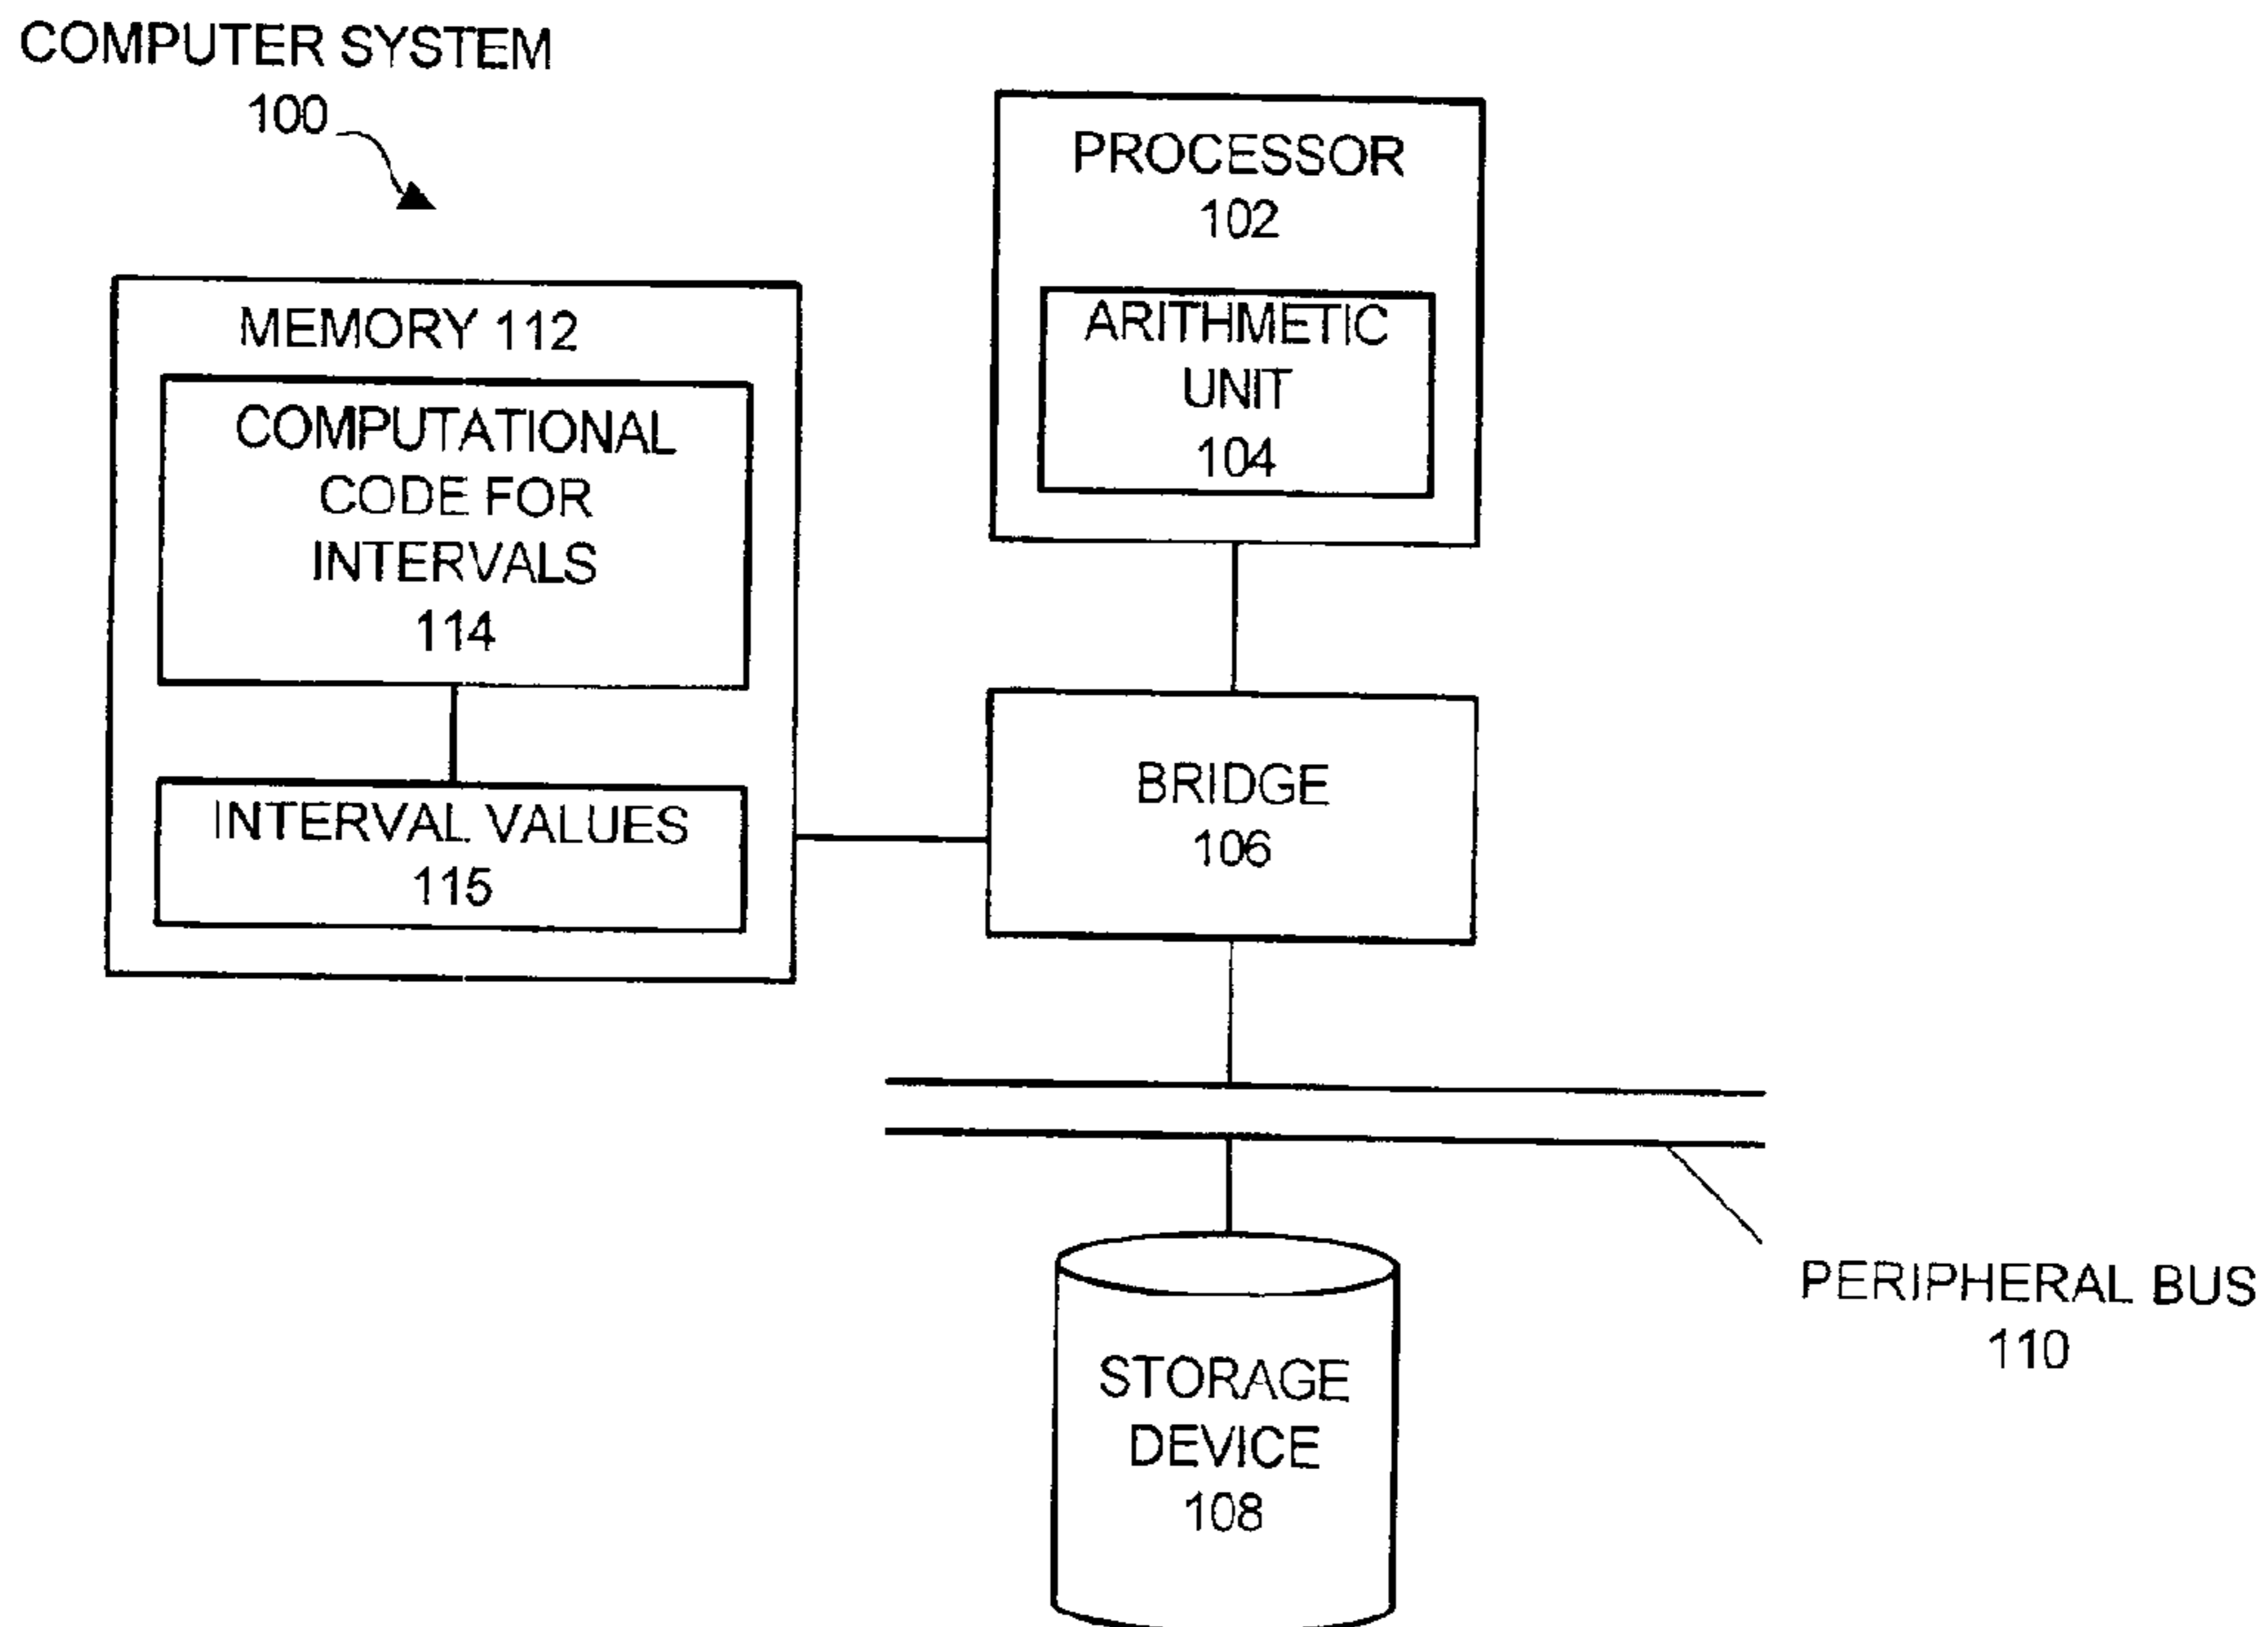 COMPUTER SYSTEM
100
PROCESSOR
102
ARITHMETIC
UNIT
104
MEMORY 112
COMPUTATIONAL
CODE FOR
INTERVALS
114
INTERVAL VALUES
115
BRIDGE
106
PERIPHERAL BUS
110
STORAGE
DEVICE
108